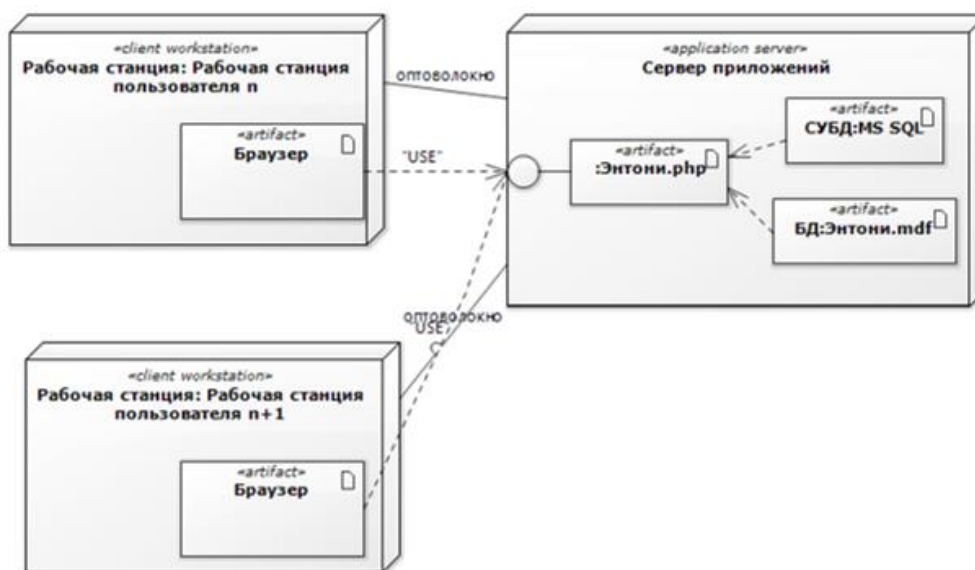 «client workstation»
Рабочая станция: Рабочая станция
пользователя n
«artifact»
Браузер
оптоволокно
"USE"
«application server»
Сервер приложений
«artifact»
:Энтони.php
«artifact»
СУБД:MS SQL
«artifact»
БД:Энтони.mdf
оптоволокно
"USE"
«client workstation»
Рабочая станция: Рабочая станция
пользователя n+1
«artifact»
Браузер